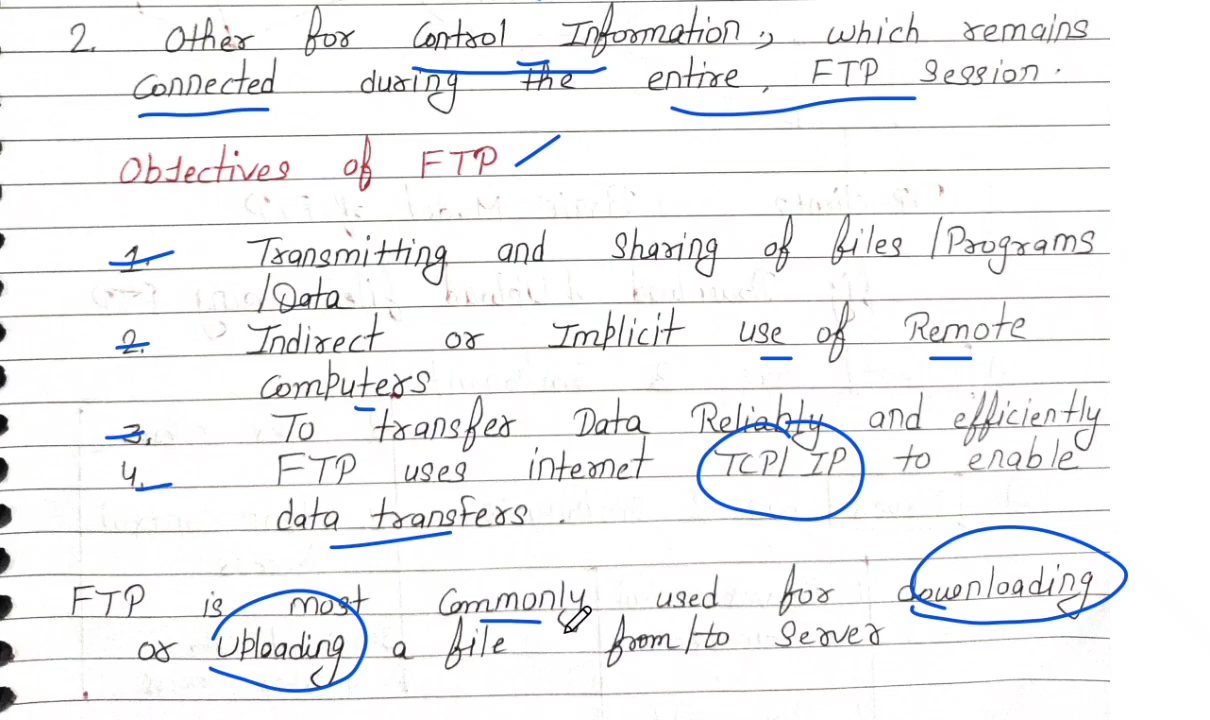 2. Other for Control Information, which remains
Connected during the entire, FTP Session.
Objectives of FTP
1. Transmitting and Sharing of files / Programs
/ Data
2. Indirect or Implicit use of Remote
Computers
3. To transfer Data Reliably and efficiently
4. FTP uses internet TCP/IP to enable
data transfers.
FTP is most Commonly used for downloading
or Uploading a file from/to Server